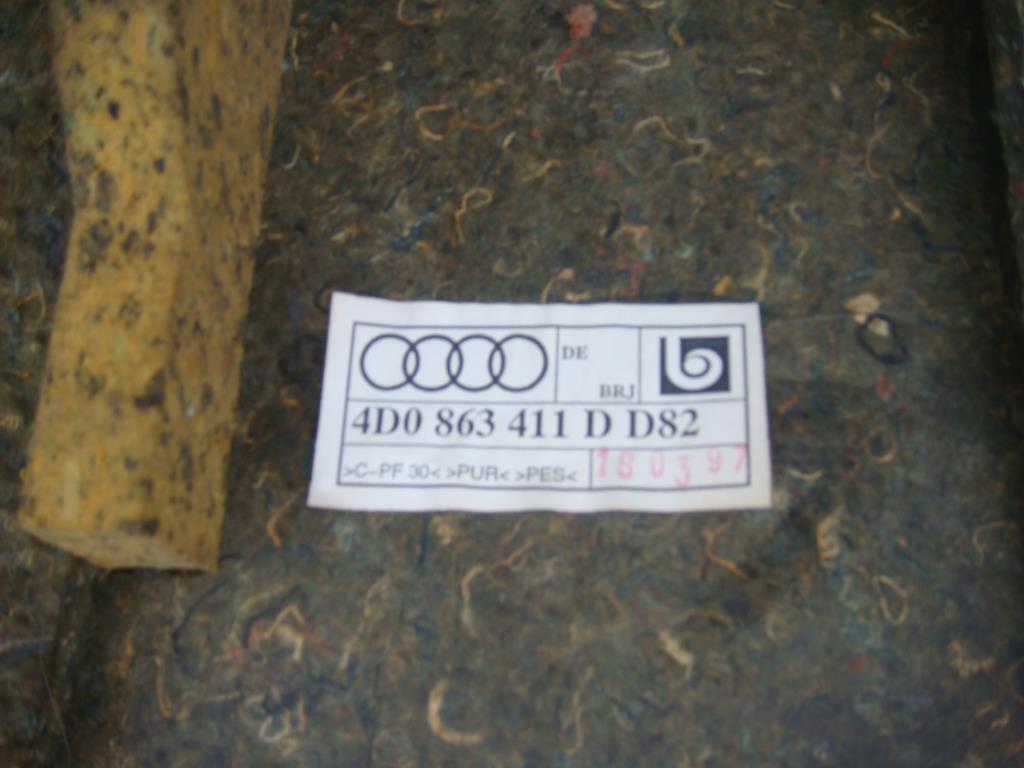 DE
BRJ
4D0 863 411 D D82
>C-PF 30< >PUR< >PES<
180397